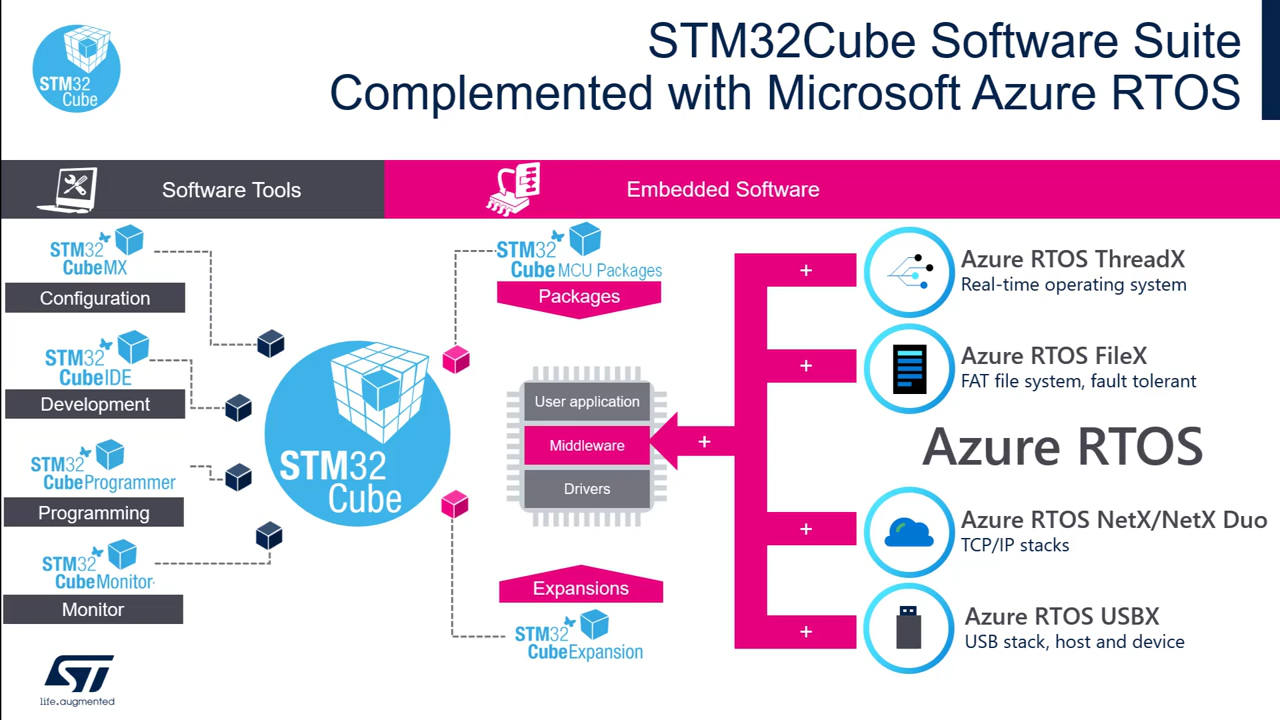 STM32
Cube
STM32Cube Software Suite
Complemented with Microsoft Azure RTOS
Software Tools
Embedded Software
STM32
CubeMX
Configuration
STM32
CubeIDE
Development
STM32
CubeProgrammer
Programming
STM32
CubeMonitor
Monitor
STM32
Cube
STM32
Cube MCU Packages
Packages
User application
Middleware
Drivers
Expansions
STM32
CubeExpansion
+
+
+
+
+
Azure RTOS ThreadX
Real-time operating system
Azure RTOS FileX
FAT file system, fault tolerant
Azure RTOS
Azure RTOS NetX/NetX Duo
TCP/IP stacks
Azure RTOS USBX
USB stack, host and device
ST
life.augmented